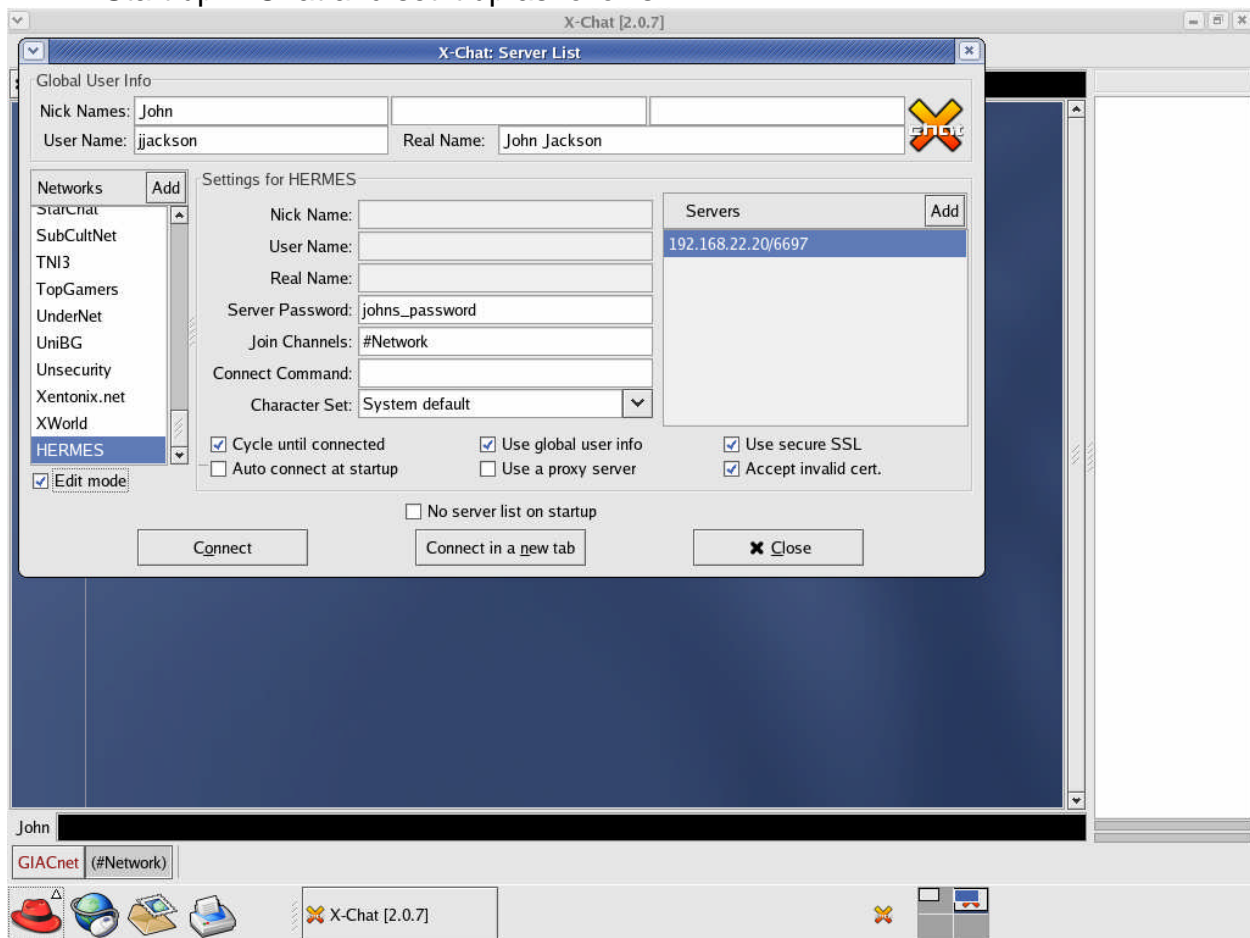 X-Chat [2.0.7]
X-Chat: Server List
Global User Info
Nick Names: John
User Name: jjackson Real Name: John Jackson
chat
Networks Add
Settings for HERMES
StarChat
SubCultNet
TNI3
TopGamers
UnderNet
UniBG
Unsecurity
Xentonix.net
XWorld
HERMES
Edit mode
Nick Name:
User Name:
Real Name:
Server Password: johns_password
Join Channels: #Network
Connect Command:
Character Set: System default
Servers Add
192.168.22.20/6697
Cycle until connected Use global user info Use secure SSL
Auto connect at startup Use a proxy server Accept invalid cert.
No server list on startup
Connect Connect in a new tab Close
John
GIACnet (#Network)
X-Chat [2.0.7]